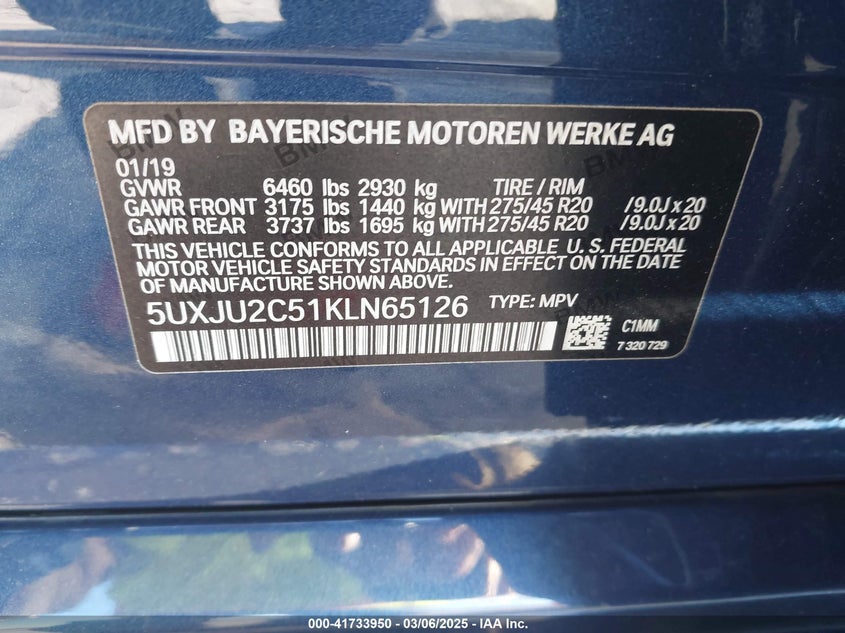 MFD BY BAYERISCHE MOTOREN WERKE AG
01/19
GVWR 6460 lbs 2930 kg TIRE / RIM
GAWR FRONT 3175 lbs 1440 kg WITH 275/45 R20 /9.0J x 20
GAWR REAR 3737 lbs 1695 kg WITH 275/45 R20 /9.0J x 20
THIS VEHICLE CONFORMS TO ALL APPLICABLE U. S. FEDERAL
MOTOR VEHICLE SAFETY STANDARDS IN EFFECT ON THE DATE
OF MANUFACTURE SHOWN ABOVE.
5UXJU2C51KLN65126 TYPE: MPV
C1MM
7 320 729
000-41733950 - 03/06/2025 - IAA Inc.